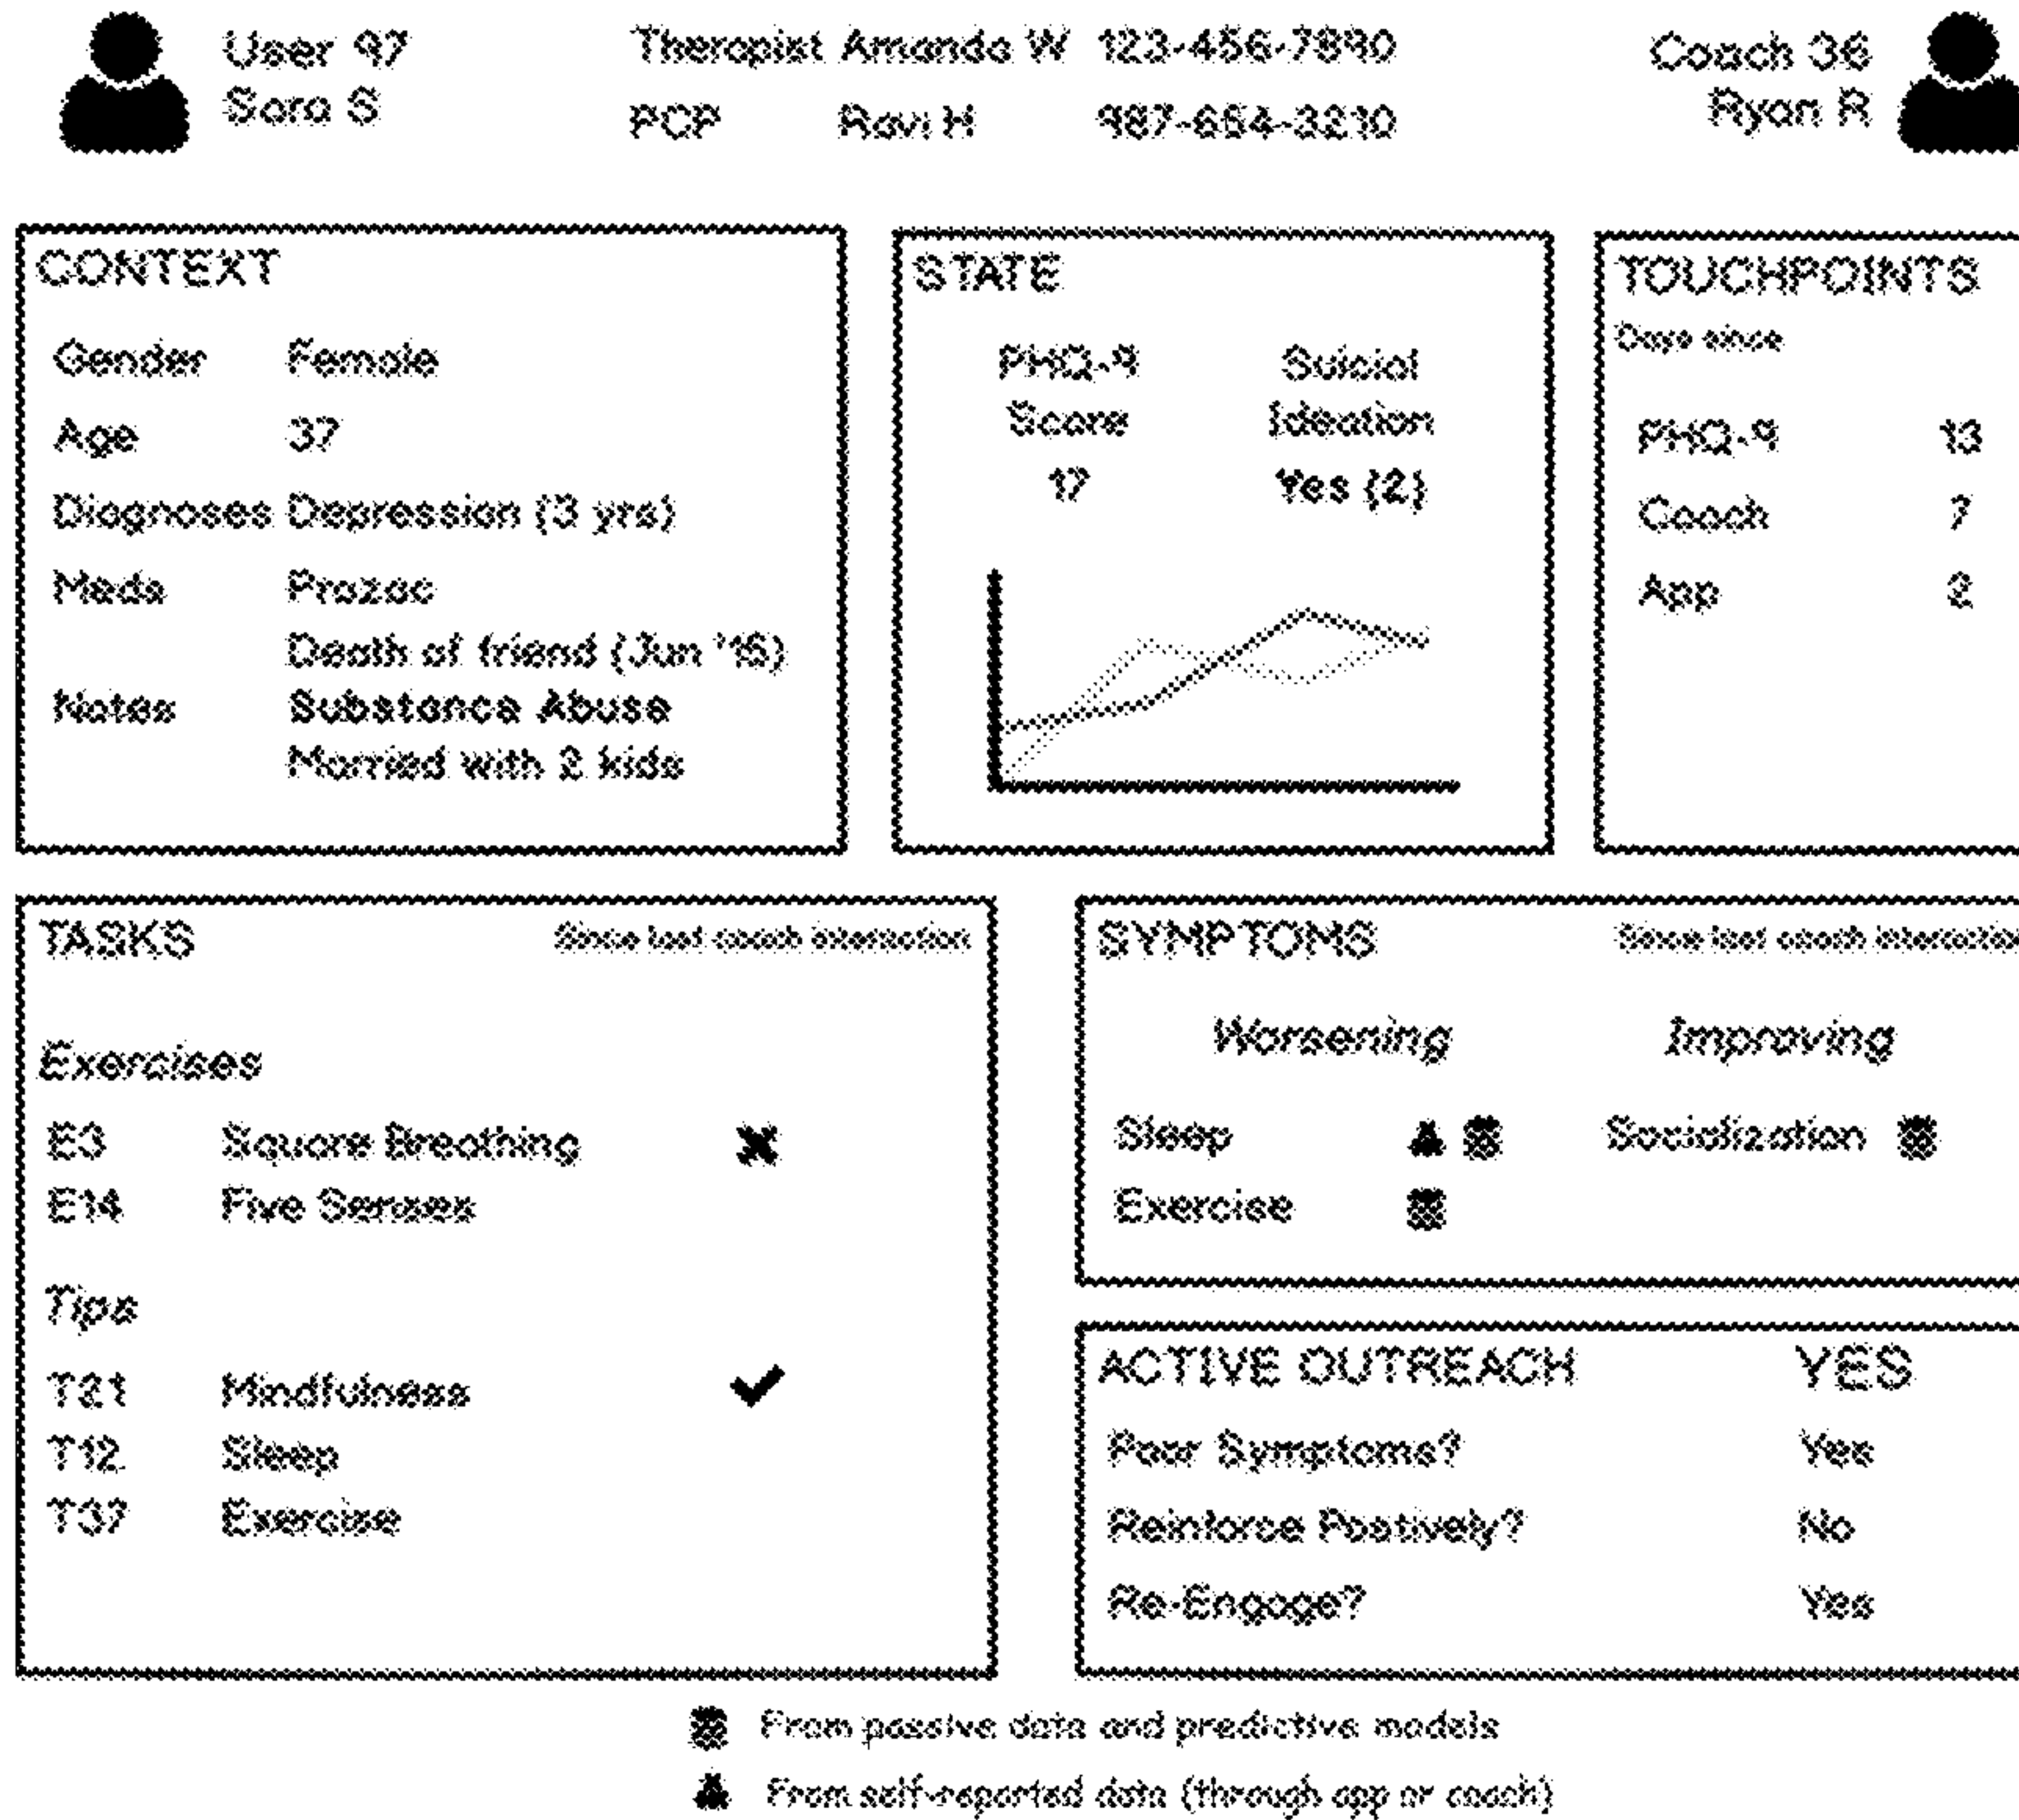 User 97
Sara S
Therapist Amanda W 123-456-7890
PCP Ravi H 987-654-3210
Coach 36
Ryan R
CONTEXT
Gender Female
Age 37
Diagnoses Depression (3 yrs)
Meds Prozac
Notes
Death of friend (Jun '15)
Substance Abuse
Married with 2 kids
STATE
PHQ-9
Score
17
Suicial
Ideation
Yes (2)
TOUCHPOINTS
Days since
PHQ-9 13
Coach 7
App 2
TASKS
Since last coach interaction
Exercises
E3 Square Breathing
E14 Five Senses
Tips
T21 Mindfulness
T12 Sleep
T37 Exercise
SYMPTOMS
Since last coach interaction
Worsening
Improving
Sleep
Socialization
Exercise
ACTIVE OUTREACH YES
Poor Symptoms? Yes
Reinforce Postively? No
Re-Engage? Yes
From passive data and predictive models
From self-reported data (through app or coach)